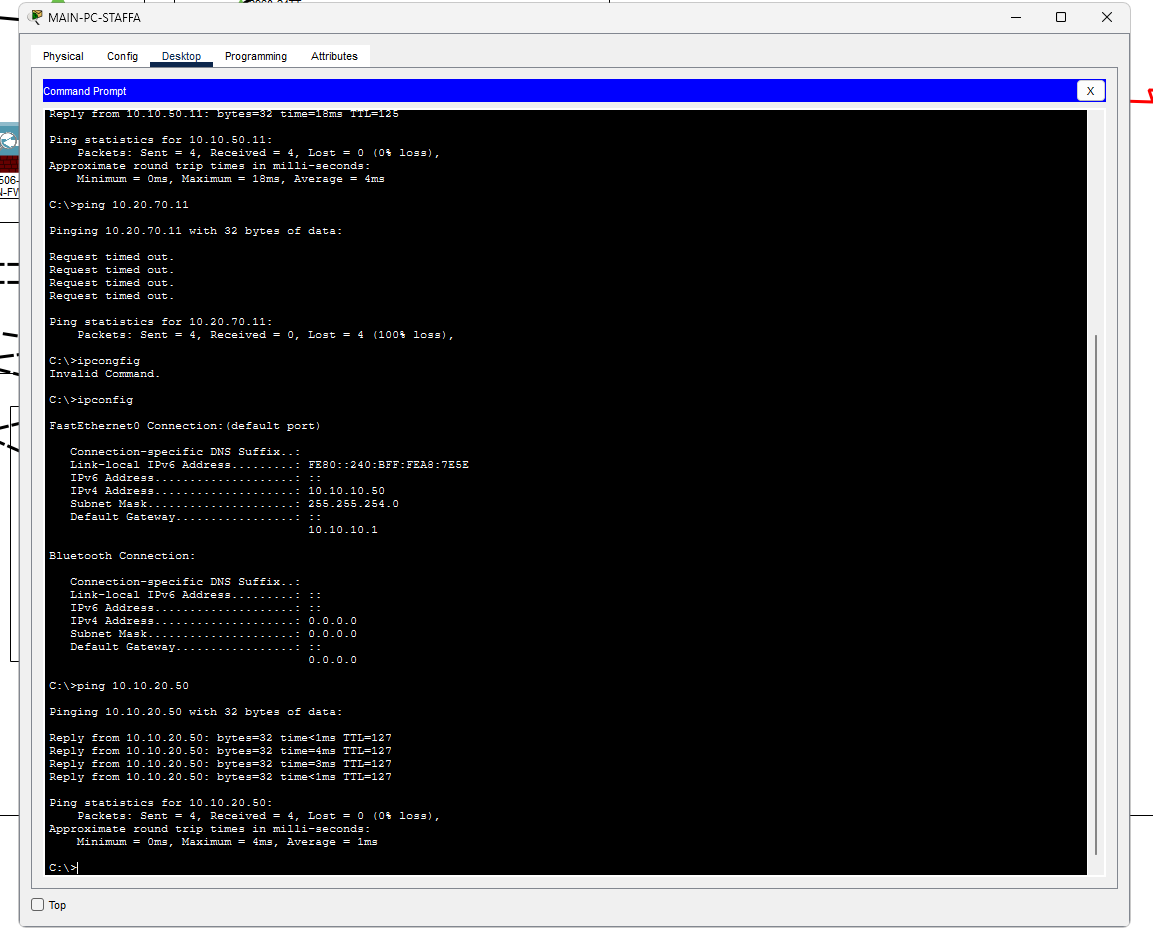 MAIN-PC-STAFFA
Physical Config Desktop Programming Attributes
Command Prompt
X
Reply from 10.10.50.11: bytes=32 time=18ms TTL=125
Ping statistics for 10.10.50.11:
Packets: Sent = 4, Received = 4, Lost = 0 (0% loss),
Approximate round trip times in milli-seconds:
Minimum = 0ms, Maximum = 18ms, Average = 4ms
C:\>ping 10.20.70.11
Pinging 10.20.70.11 with 32 bytes of data:
Request timed out.
Request timed out.
Request timed out.
Request timed out.
Ping statistics for 10.20.70.11:
Packets: Sent = 4, Received = 0, Lost = 4 (100% loss),
C:\>ipcongfig
Invalid Command.
C:\>ipconfig
FastEthernet0 Connection:(default port)
Connection-specific DNS Suffix..:
Link-local IPv6 Address.........: FE80::240:BFF:FEA8:7E5E
IPv6 Address....................: ::
IPv4 Address....................: 10.10.10.50
Subnet Mask.....................: 255.255.254.0
Default Gateway.................: ::
10.10.10.1
Bluetooth Connection:
Connection-specific DNS Suffix..:
Link-local IPv6 Address.........: ::
IPv6 Address....................: ::
IPv4 Address....................: 0.0.0.0
Subnet Mask.....................: 0.0.0.0
Default Gateway.................: ::
0.0.0.0
C:\>ping 10.10.20.50
Pinging 10.10.20.50 with 32 bytes of data:
Reply from 10.10.20.50: bytes=32 time<1ms TTL=127
Reply from 10.10.20.50: bytes=32 time=4ms TTL=127
Reply from 10.10.20.50: bytes=32 time=3ms TTL=127
Reply from 10.10.20.50: bytes=32 time<1ms TTL=127
Ping statistics for 10.10.20.50:
Packets: Sent = 4, Received = 4, Lost = 0 (0% loss),
Approximate round trip times in milli-seconds:
Minimum = 0ms, Maximum = 4ms, Average = 1ms
C:\>
Top
506-
N-FW